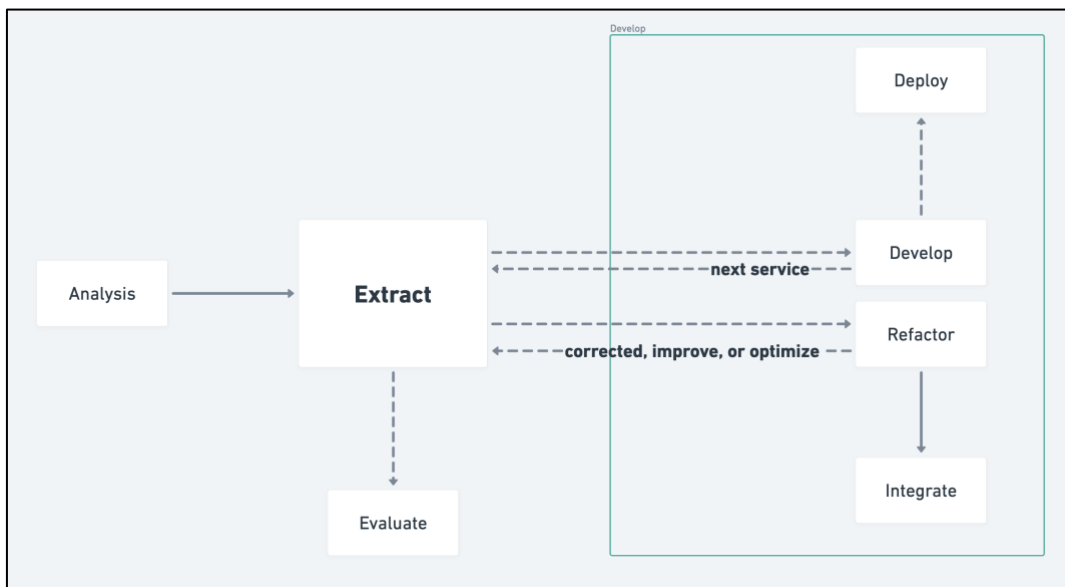 Develop
Deploy
Develop
next service
Analysis
Extract
Refactor
corrected, improve, or optimize
Integrate
Evaluate